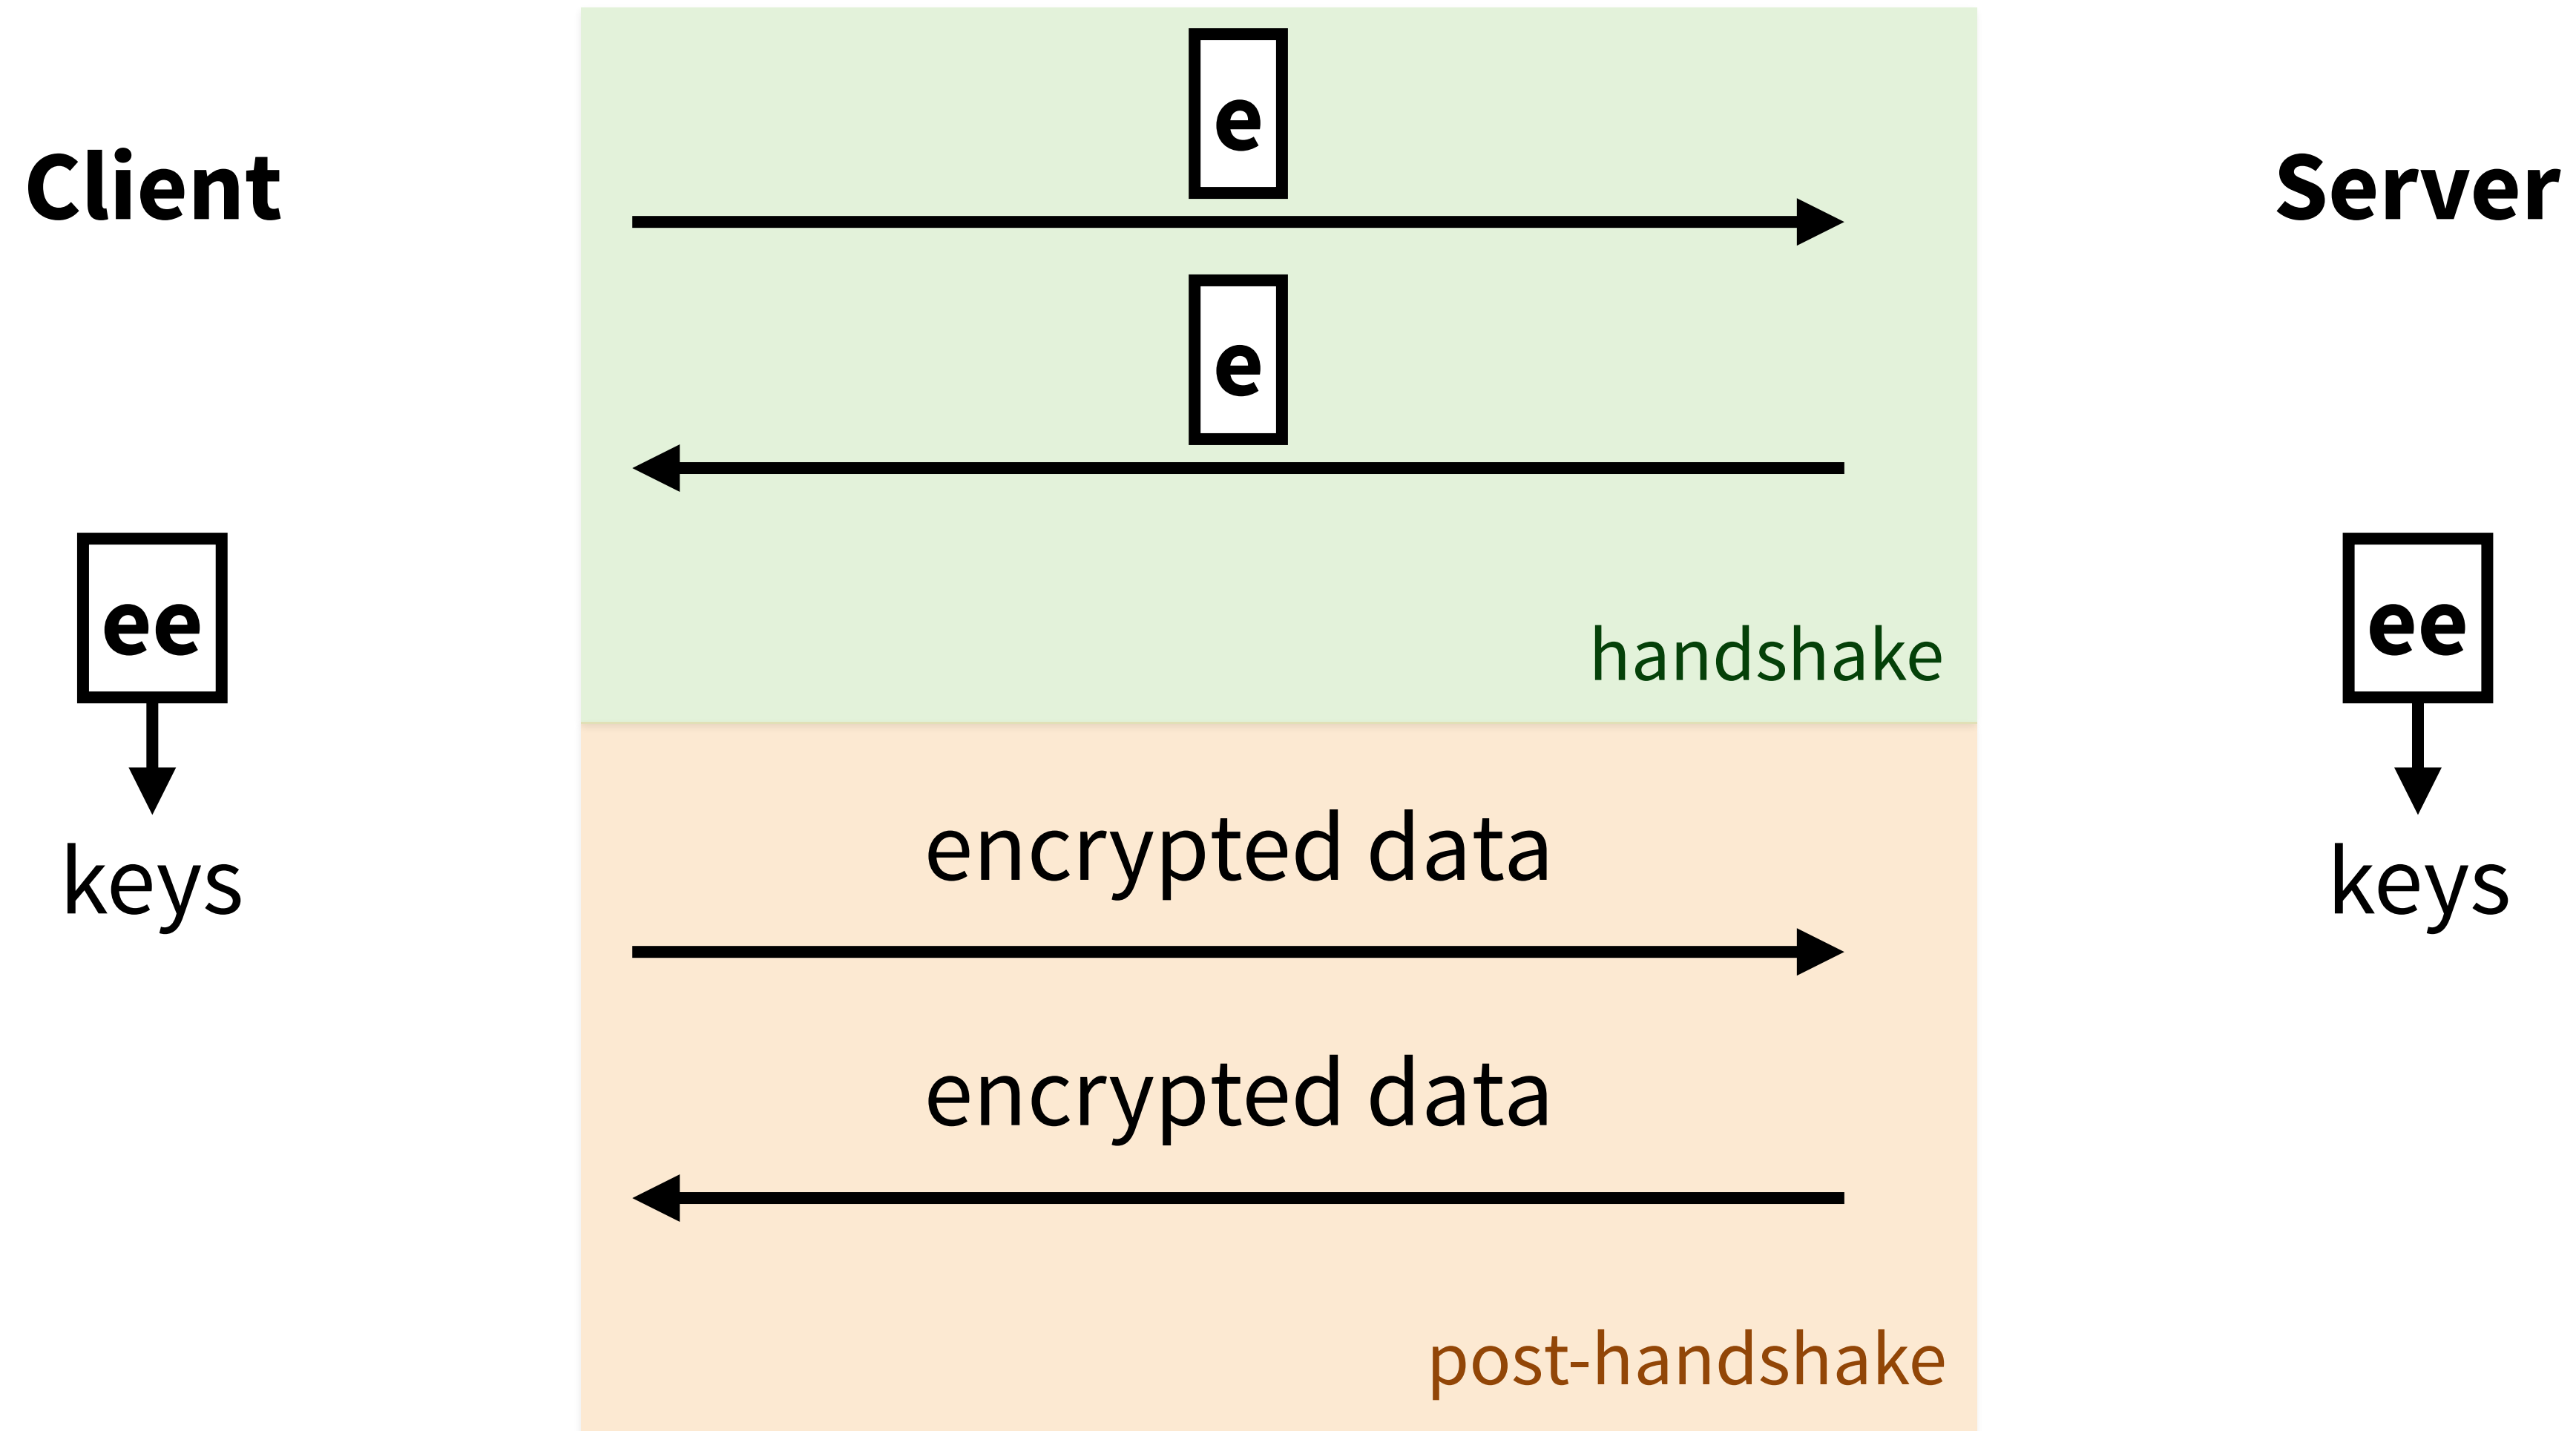 e
Client
Server
e
ee
ee
handshake
keys
encrypted data
keys
encrypted data
post-handshake